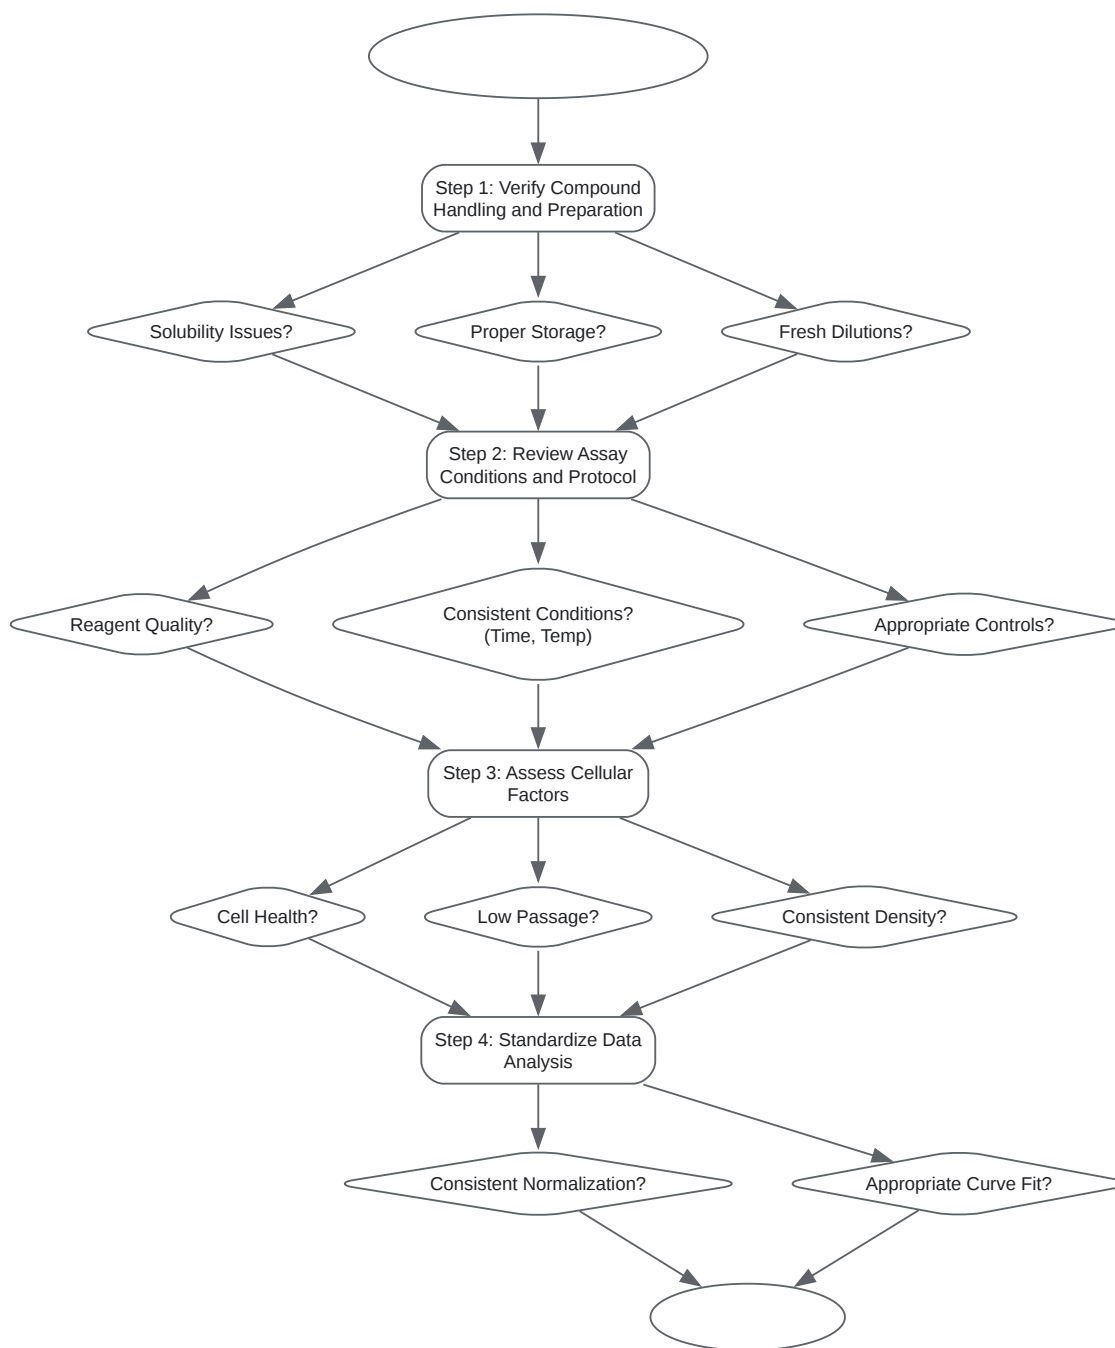 Step 1: Verify Compound
Handling and Preparation
Solubility Issues?
Proper Storage?
Fresh Dilutions?
Step 2: Review Assay
Conditions and Protocol
Reagent Quality?
Consistent Conditions?
(Time, Temp)
Appropriate Controls?
Step 3: Assess Cellular
Factors
Cell Health?
Low Passage?
Consistent Density?
Step 4: Standardize Data
Analysis
Consistent Normalization?
Appropriate Curve Fit?